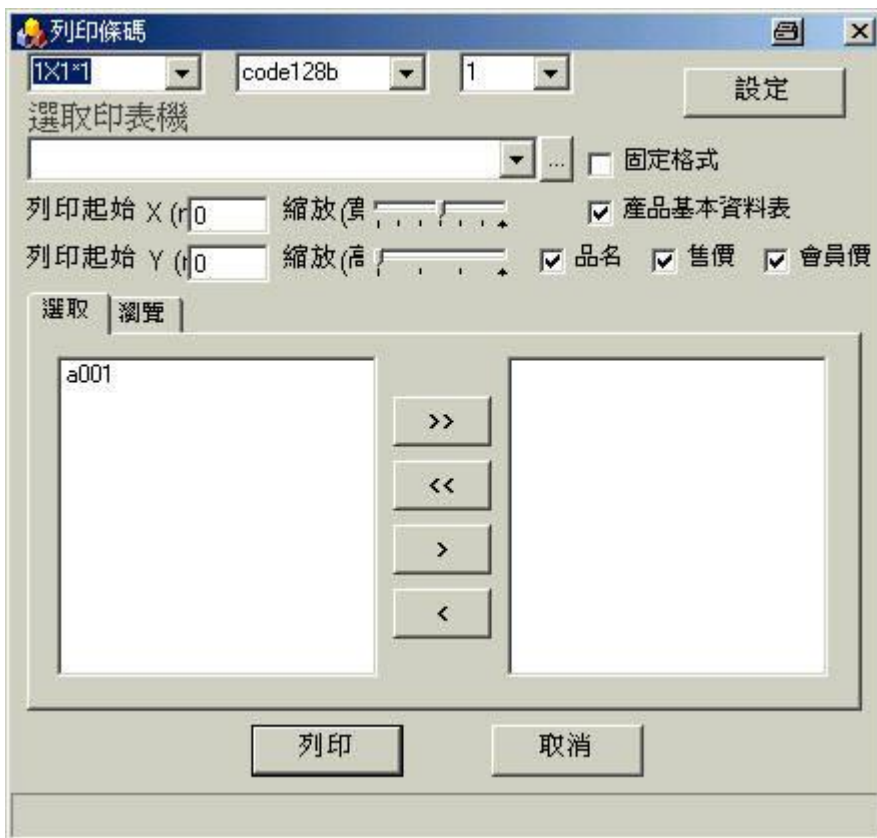 列印條碼
1X1*1 code128b 1 設定
選取印表機
... 固定格式
列印起始 X (r 0 縮放(寬 產品基本資料表
列印起始 Y (r 0 縮放(高 品名 售價 會員價
選取 瀏覽
a001
>>
<<
>
<
列印 取消